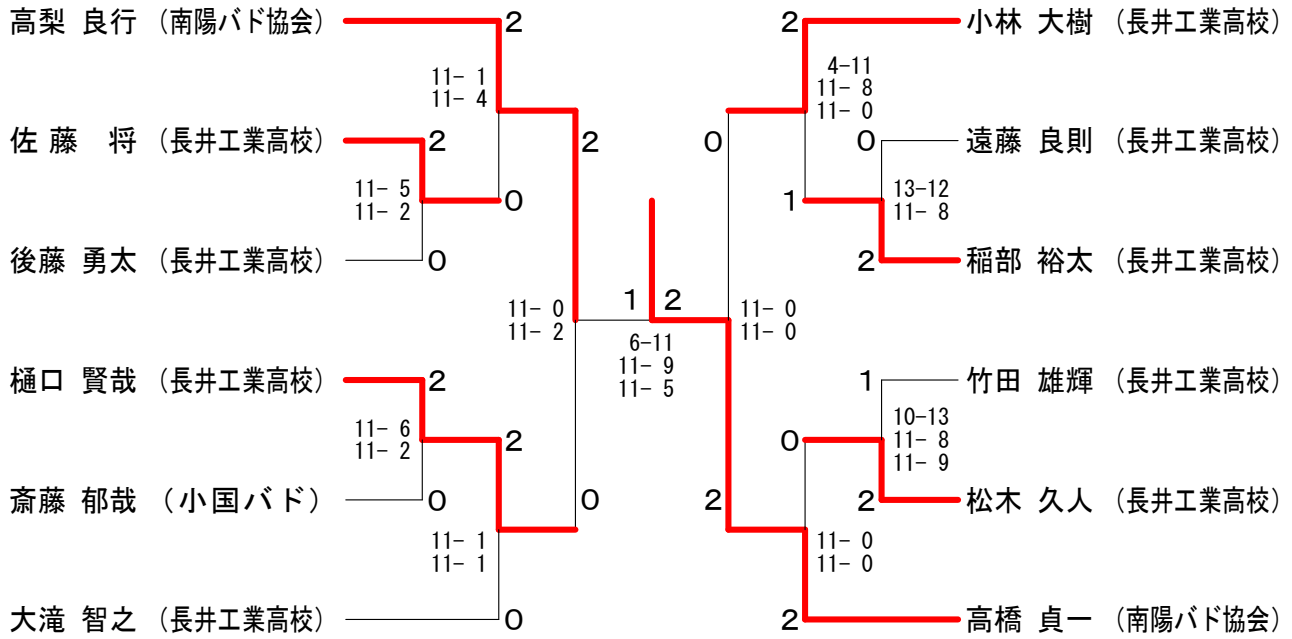 高梨 良行 （南陽バド協会） 2 2 小林 大樹 （長井工業高校）
11- 1 4-11
11- 4 11- 8
11- 0
佐 藤 将 （長井工業高校） 2 2 0 0 遠藤 良則 （長井工業高校）
11- 5 13-12
11- 2 0 1 11- 8
後藤 勇太 （長井工業高校） 0 2 稲部 裕太 （長井工業高校）
11- 0 1 2 11- 0
11- 2 11- 0
6-11
11- 9
11- 5
樋口 賢哉 （長井工業高校） 2 1 竹田 雄輝 （長井工業高校）
11- 6 10-13
11- 2 2 0 11- 8
11- 9
斎藤 郁哉 （小国バド） 0 0 2 2 松木 久人 （長井工業高校）
11- 1 11- 0
11- 1 11- 0
大滝 智之 （長井工業高校） 0 2 高橋 貞一 （南陽バド協会）